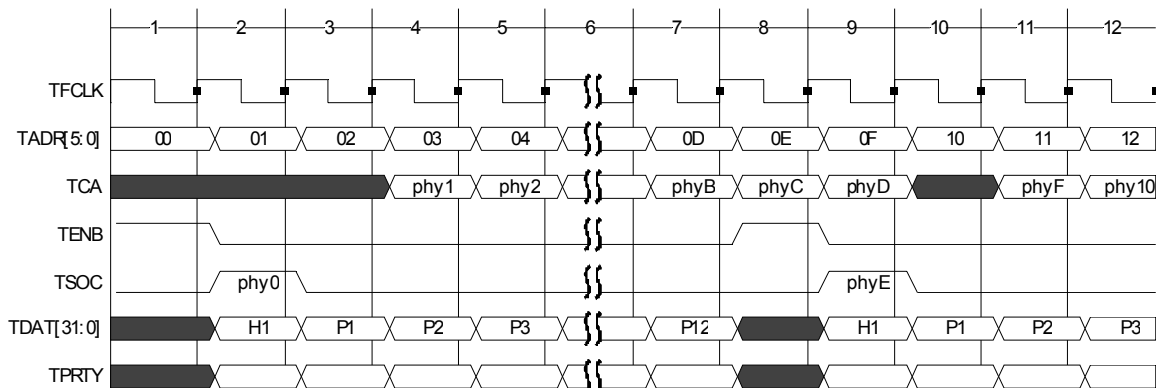 1 2 3 4 5 6 7 8 9 10 11 12
TFCLK
TADR[5:0] 00 01 02 03 04 0D 0E 0F 10 11 12
TCA phy1 phy2 phyB phyC phyD phyF phy10
TENB
TSOC phy0 phyE
TDAT[31:0] H1 P1 P2 P3 P12 H1 P1 P2 P3
TPRTY